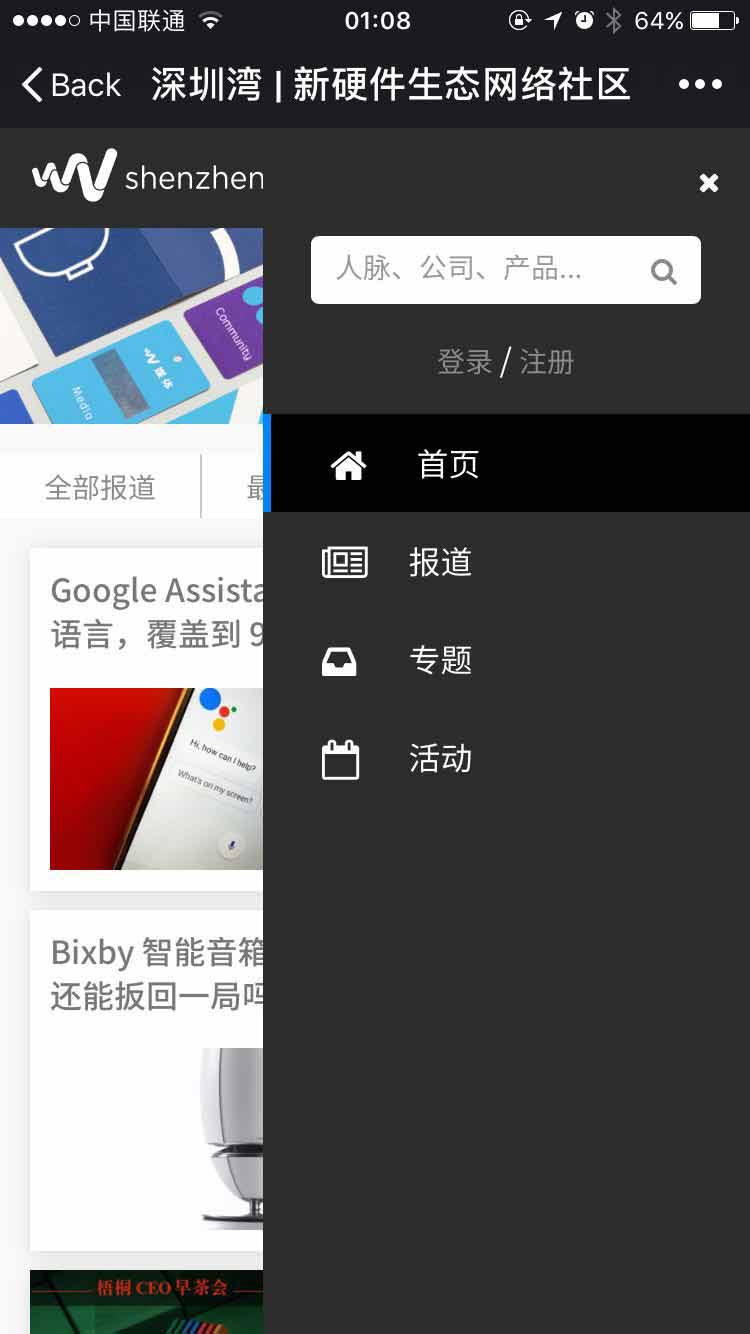 中国联通 01:08 64%
Back 深圳湾 | 新硬件生态网络社区
shenzhen
人脉、公司、产品...
登录 / 注册
首页
报道
专题
活动
Community
媒体
Media
全部报道
最
Google Assista
语言，覆盖到 9
Hi, how can I help?
What's on my screen?
Bixby 智能音箱
还能扳回一局吗
梧桐 CEO 早茶会